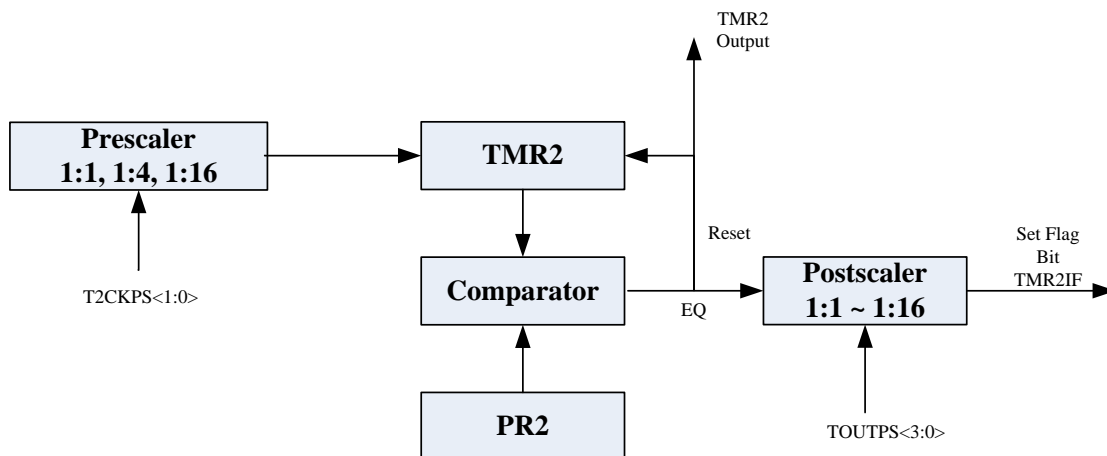 TMR2
Output
Prescaler
1:1, 1:4, 1:16
TMR2
Reset
Set Flag
Bit
TMR2IF
T2CKPS<1:0>
Comparator
EQ
Postscaler
1:1 ~ 1:16
PR2
TOUTPS<3:0>